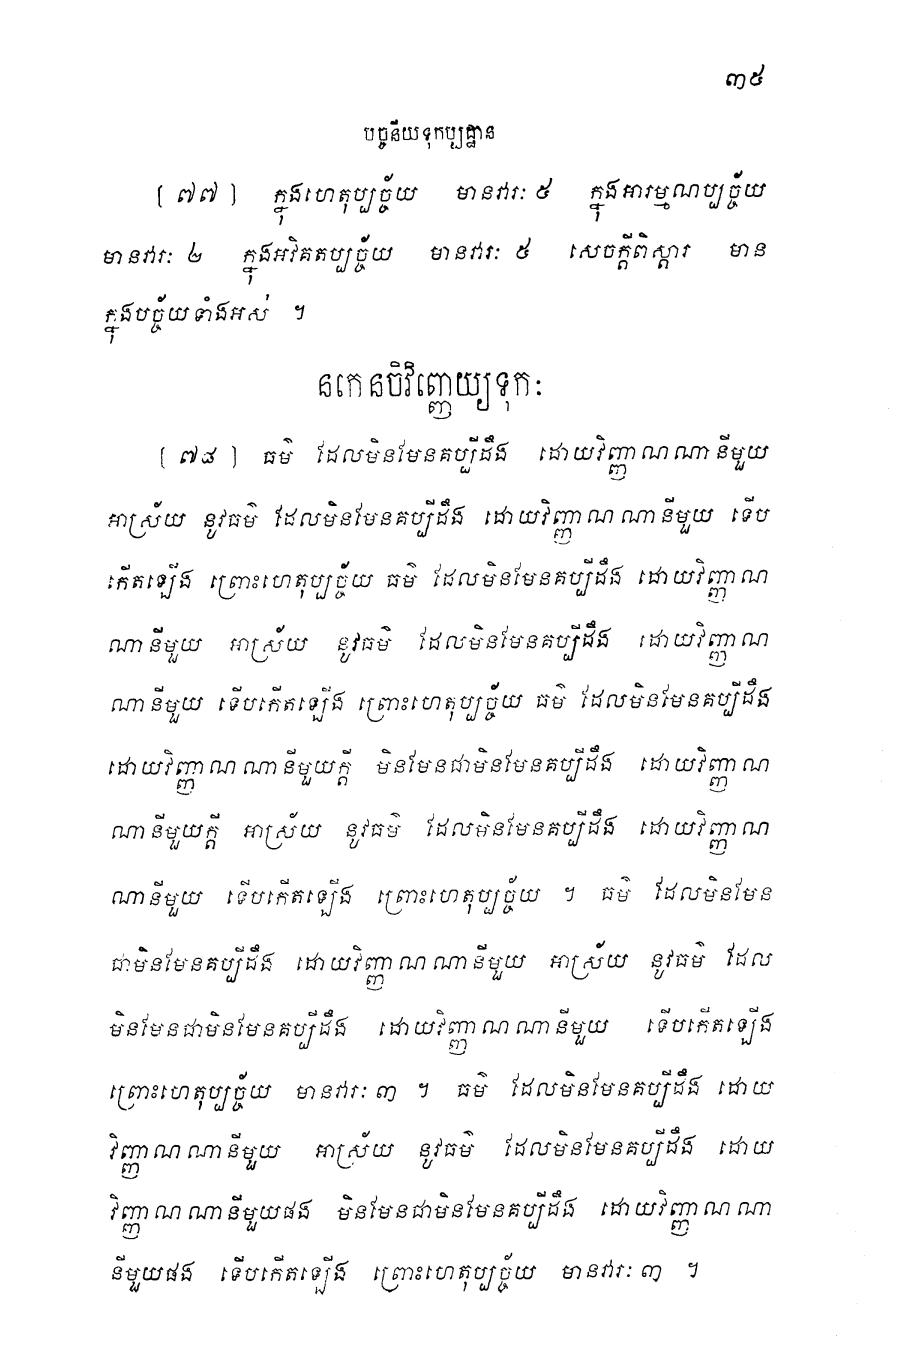 ៣៥
បច្ចនីយទុកប្បដ្ឋាន
[ ៧៧ ] ក្នុងហេតុប្បច្ច័យ មានវារៈ ៥ ក្នុងអារម្មណប្បច្ច័យ
មានវារៈ ២ ក្នុងអវិគតប្បច្ច័យ មានវារៈ ៥ សេចក្តីពិស្តារ មាន
ក្នុងបច្ច័យទាំងអស់ ។
នកេនចិវិញ្ញេយ្យទុកៈ
[ ៧៨ ] ធម៌ ដែលមិនមែនគប្បីដឹង ដោយវិញ្ញាណណានីមួយ
អាស្រ័យ នូវធម៌ ដែលមិនមែនគប្បីដឹង ដោយវិញ្ញាណណានីមួយ ទើប
កើតឡើង ព្រោះហេតុប្បច្ច័យ ធម៌ ដែលមិនមែនគប្បីដឹង ដោយវិញ្ញាណ
ណានីមួយ អាស្រ័យ នូវធម៌ ដែលមិនមែនគប្បីដឹង ដោយវិញ្ញាណ
ណានីមួយ ទើបកើតឡើង ព្រោះហេតុប្បច្ច័យ ធម៌ ដែលមិនមែនគប្បីដឹង
ដោយវិញ្ញាណណានីមួយក្តី មិនមែនជាមិនមែនគប្បីដឹង ដោយវិញ្ញាណ
ណានីមួយក្តី អាស្រ័យ នូវធម៌ ដែលមិនមែនគប្បីដឹង ដោយវិញ្ញាណ
ណានីមួយ ទើបកើតឡើង ព្រោះហេតុប្បច្ច័យ ។ ធម៌ ដែលមិនមែន
ជាមិនមែនគប្បីដឹង ដោយវិញ្ញាណណានីមួយ អាស្រ័យ នូវធម៌ ដែល
មិនមែនជាមិនមែនគប្បីដឹង ដោយវិញ្ញាណណានីមួយ ទើបកើតឡើង
ព្រោះហេតុប្បច្ច័យ មានវារៈ ៣ ។ ធម៌ ដែលមិនមែនគប្បីដឹង ដោយ
វិញ្ញាណណានីមួយ អាស្រ័យ នូវធម៌ ដែលមិនមែនគប្បីដឹង ដោយ
វិញ្ញាណណានីមួយផង មិនមែនជាមិនមែនគប្បីដឹង ដោយវិញ្ញាណណា
នីមួយផង ទើបកើតឡើង ព្រោះហេតុប្បច្ច័យ មានវារៈ ៣ ។